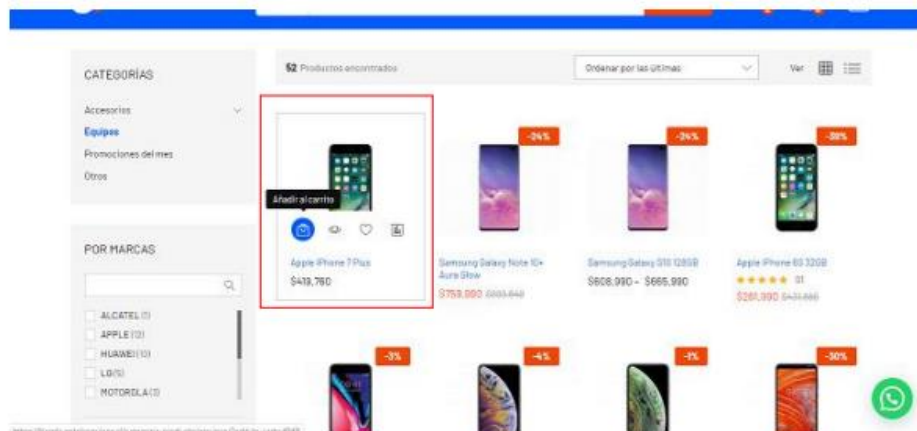 CATEGORÍAS
Accesorios
Equipos
Promociones del mes
Otros
POR MARCAS
ALCATEL (1)
APPLE (12)
HUAWEI (10)
LG (5)
MOTOROLA (3)
52 Productos encontrados
Ordenar por las últimas
Ver
Añadir al carrito
Apple iPhone 7 Plus
$419,760
-24%
Samsung Galaxy Note 10+
Aura Glow
$759,990
-24%
Samsung Galaxy S10 128GB
$608,990 - $665,990
-39%
Apple iPhone 6S 32GB
01
$261,990
-3%
-4%
-1%
-30%